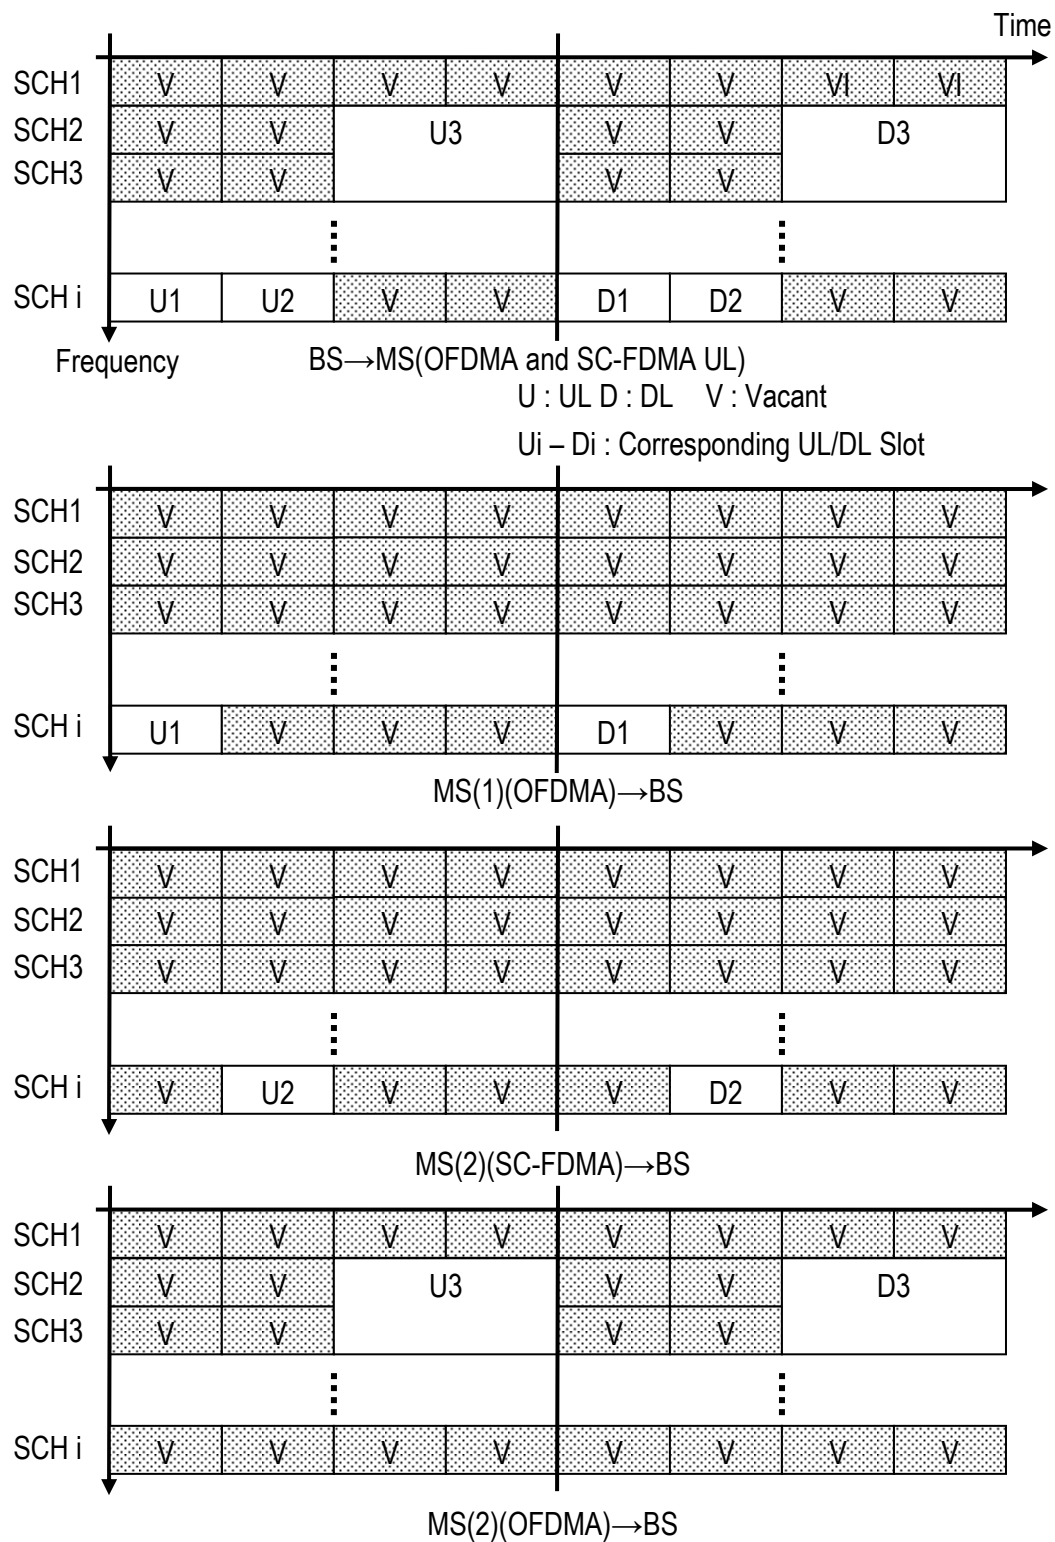 Time
SCH1 V V V V V V VI VI
SCH2 V V U3 V V D3
SCH3 V V V V
SCH i U1 U2 V V D1 D2 V V
Frequency BS→MS(OFDMA and SC-FDMA UL)
U : UL D : DL V : Vacant
Ui – Di : Corresponding UL/DL Slot
SCH1 V V V V V V V V
SCH2 V V V V V V V V
SCH3 V V V V V V V V
SCH i U1 V V V D1 V V V
MS(1)(OFDMA)→BS
SCH1 V V V V V V V V
SCH2 V V V V V V V V
SCH3 V V V V V V V V
SCH i V U2 V V V D2 V V
MS(2)(SC-FDMA)→BS
SCH1 V V V V V V V V
SCH2 V V U3 V V D3
SCH3 V V V V
SCH i V V V V V V V V
MS(2)(OFDMA)→BS